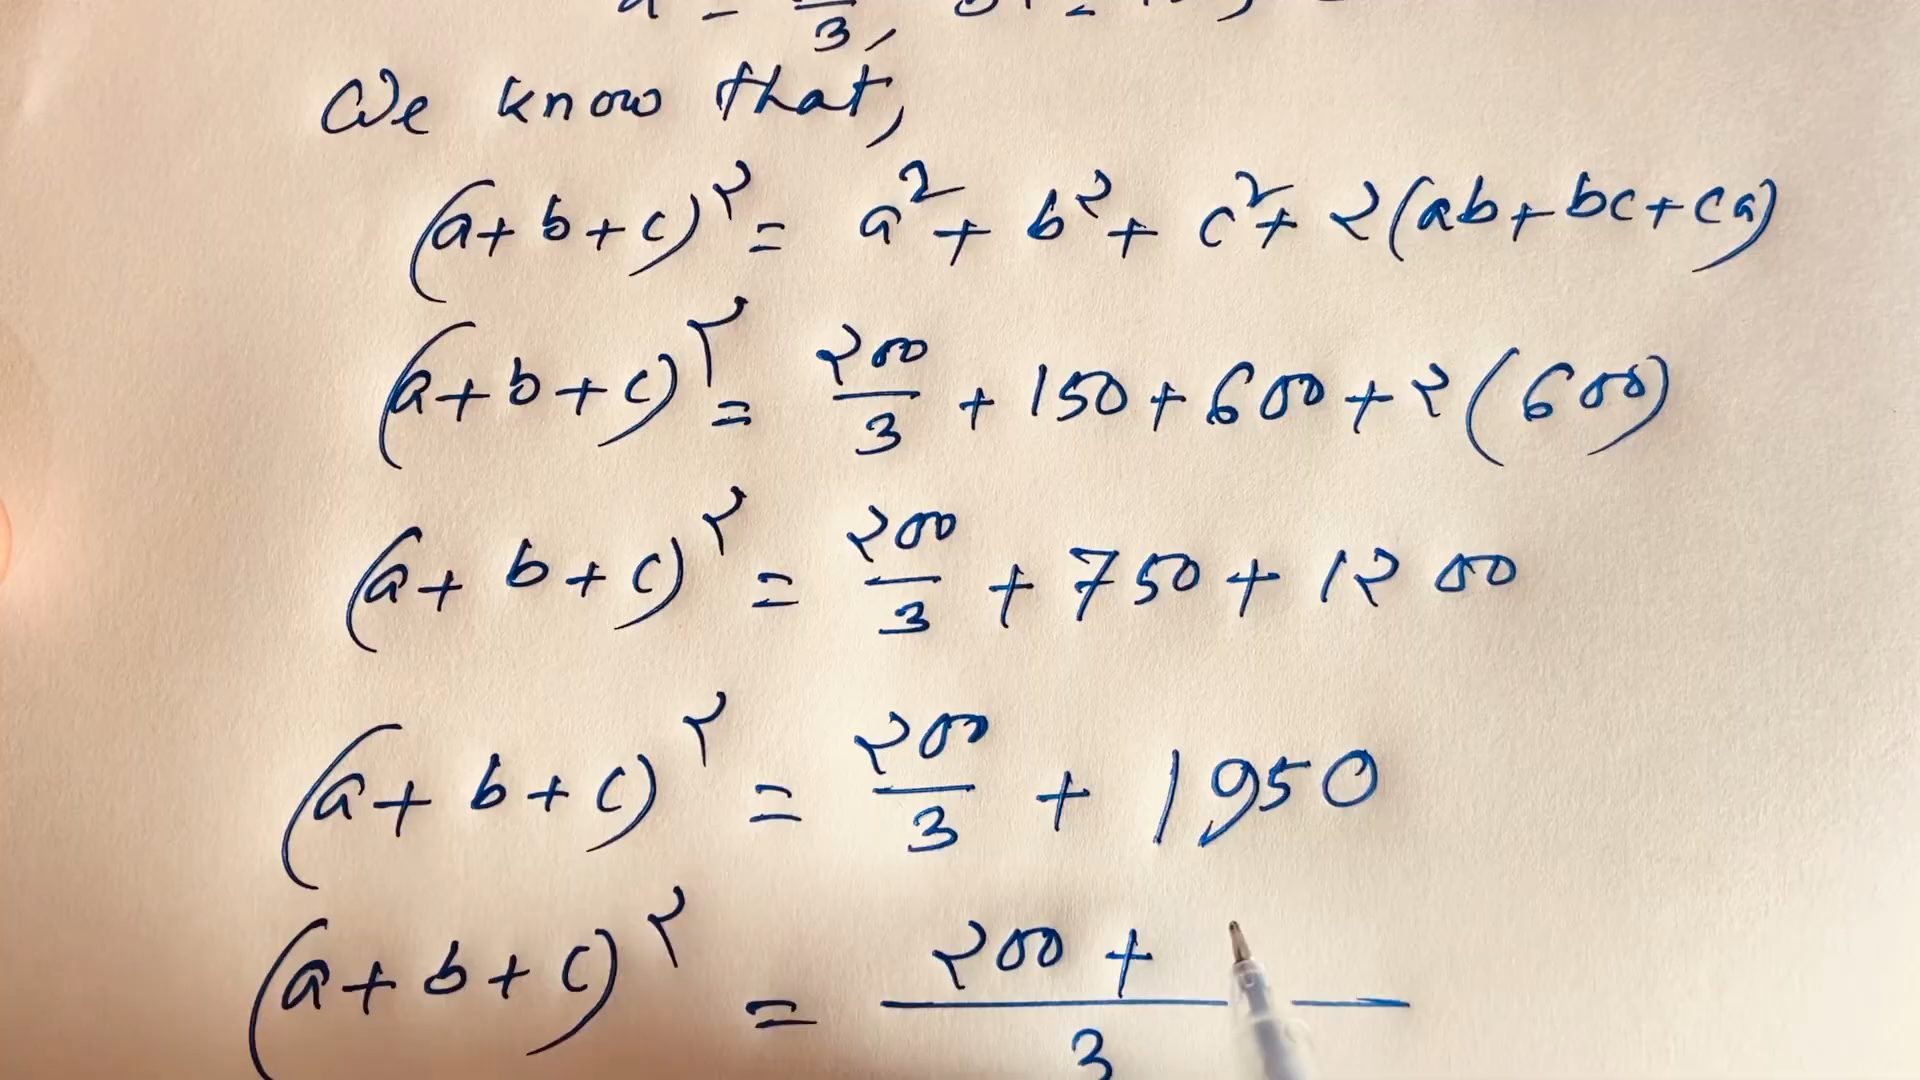 We know that,
(a+b+c)² = a² + b² + c² + 2(ab+bc+ca)
(a+b+c)² = 200/3 + 150 + 600 + 2(600)
(a+b+c)² = 200/3 + 750 + 1200
(a+b+c)² = 200/3 + 1950
(a+b+c)² = 200 + / 3